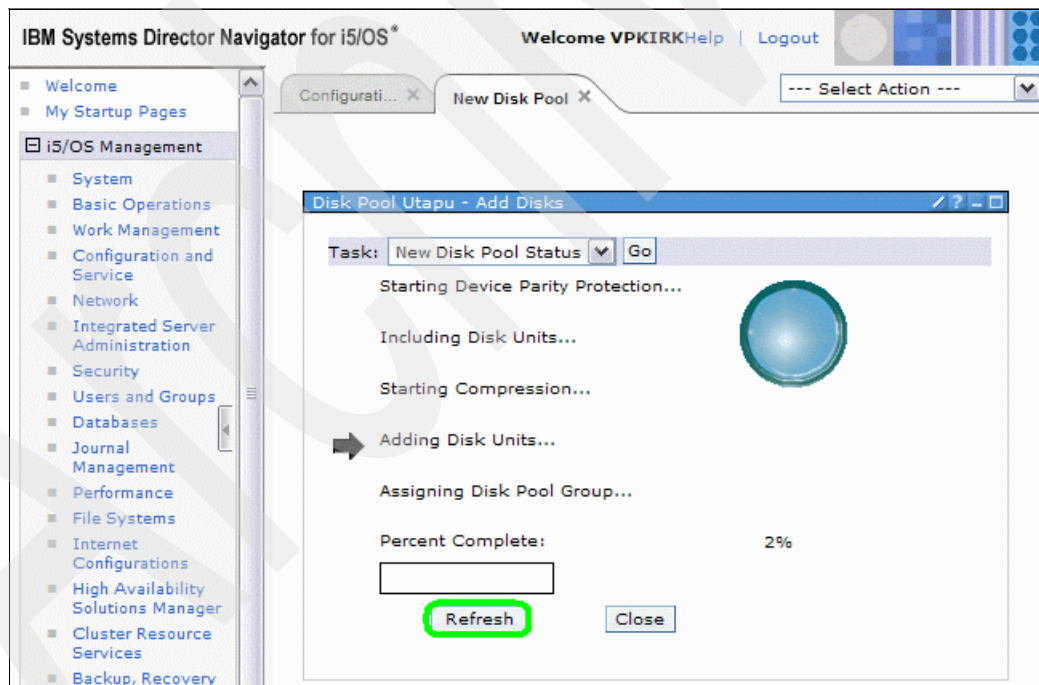 IBM Systems Director Navigator for i5/OS®
Welcome VPKIRK Help | Logout
Welcome
My Startup Pages
i5/OS Management
System
Basic Operations
Work Management
Configuration and
Service
Network
Integrated Server
Administration
Security
Users and Groups
Databases
Journal
Management
Performance
File Systems
Internet
Configurations
High Availability
Solutions Manager
Cluster Resource
Services
Backup, Recovery
Configurati...
New Disk Pool
--- Select Action ---
Disk Pool Utapu - Add Disks
Task: New Disk Pool Status Go
Starting Device Parity Protection...
Including Disk Units...
Starting Compression...
Adding Disk Units...
Assigning Disk Pool Group...
Percent Complete: 2%
Refresh Close